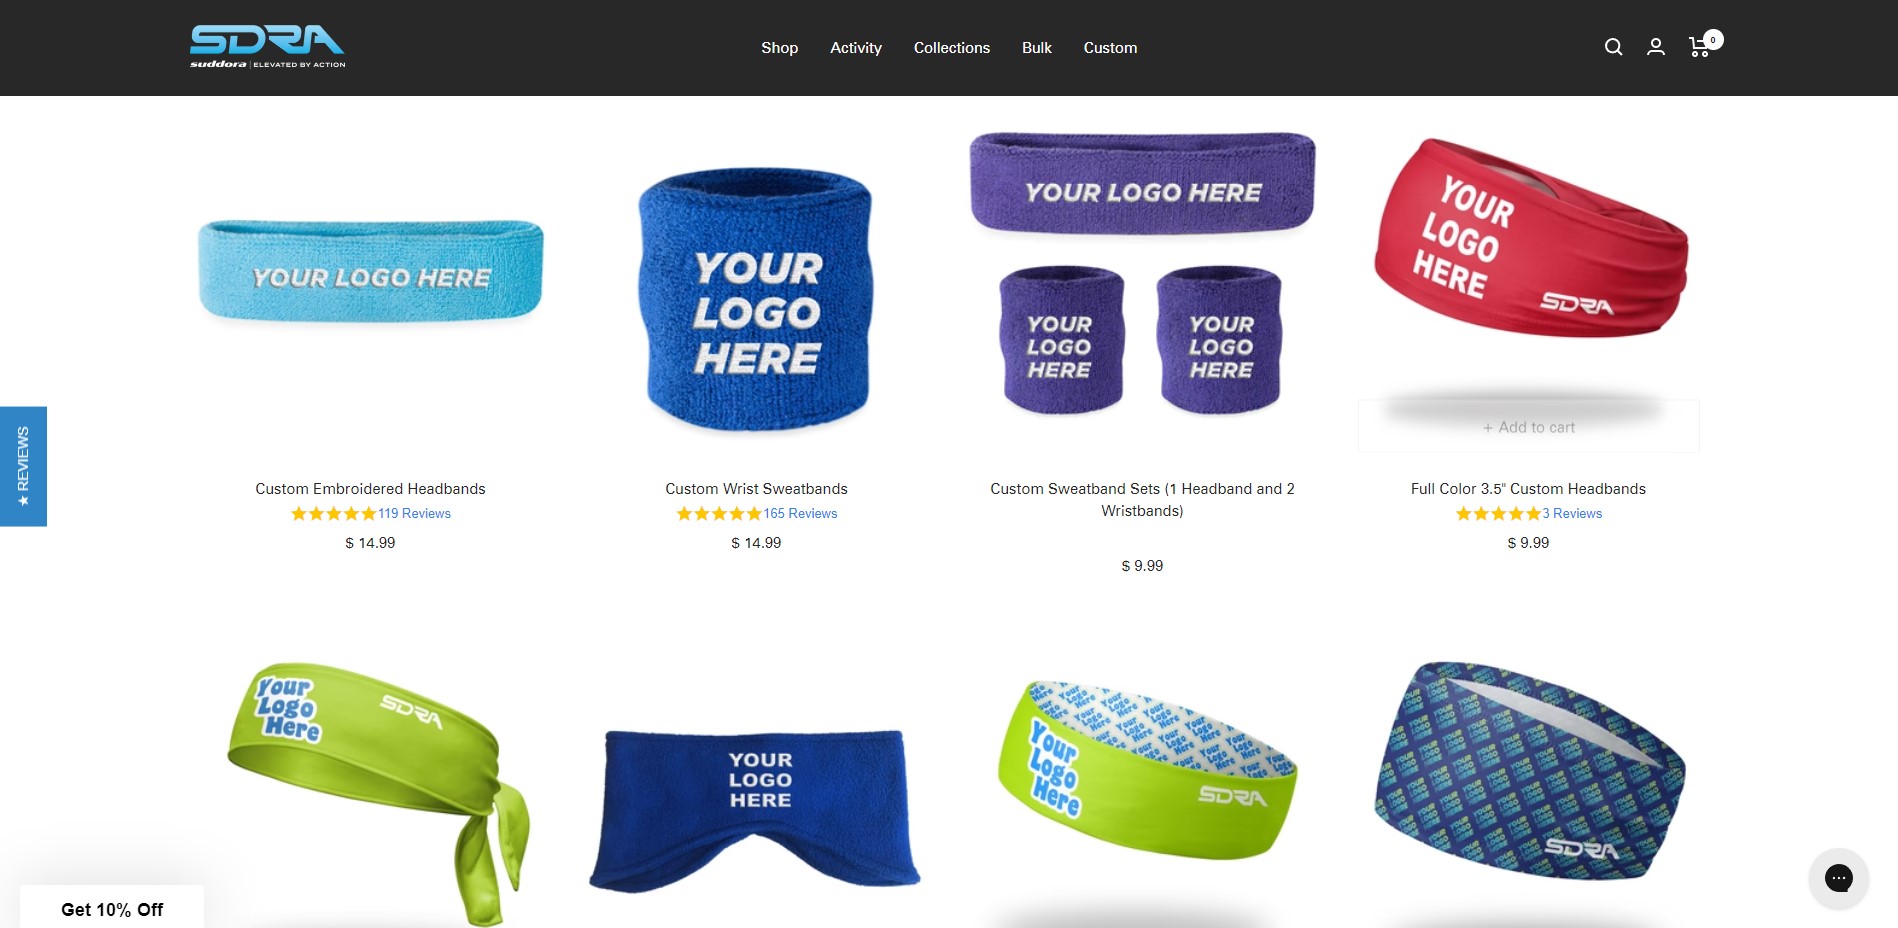 SDRA
suddora | ELEVATED BY ACTION
Shop Activity Collections Bulk Custom
0
YOUR LOGO HERE
YOUR
LOGO
HERE
YOUR LOGO HERE
YOUR
LOGO
HERE
YOUR
LOGO
HERE
YOUR
LOGO
HERE
SDRA
+ Add to cart
★ REVIEWS
Custom Embroidered Headbands
119 Reviews
$ 14.99
Custom Wrist Sweatbands
165 Reviews
$ 14.99
Custom Sweatband Sets (1 Headband and 2
Wristbands)
$ 9.99
Full Color 3.5" Custom Headbands
3 Reviews
$ 9.99
Your
Logo
Here
SDRA
YOUR
LOGO
HERE
Your
Logo
Here
SDRA
YOUR
LOGO
HERE
SDRA
Get 10% Off